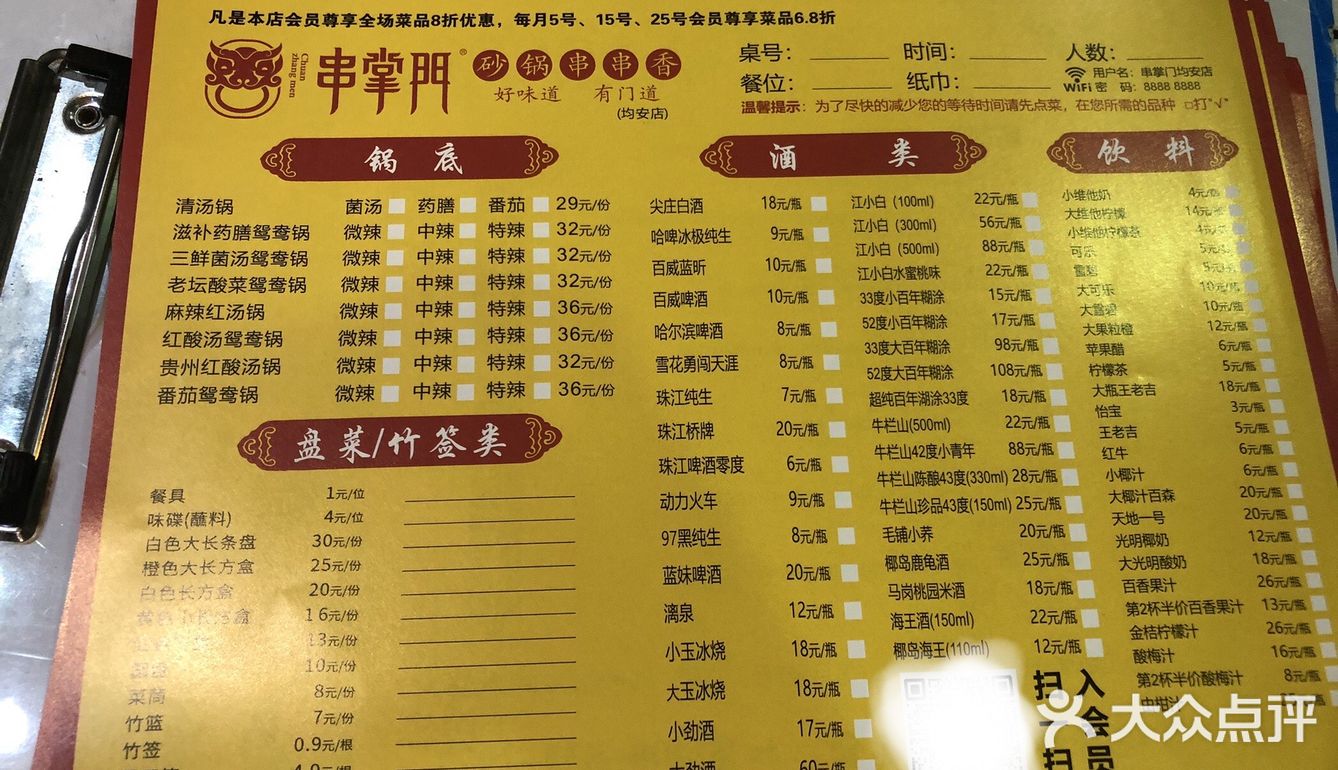 凡是本店会员尊享全场菜品8折优惠，每月5号、15号、25号会员尊享菜品6.8折
Chuan zhang men
串掌門®
砂锅串串香
好味道 有门道
(均安店)
桌号： 时间： 人数：
餐位： 纸巾：
WiFi 用户名：串掌门均安店
密 码：8888 8888
温馨提示：为了尽快的减少您的等待时间请先点菜，在您所需的品种 □打"√"
锅 底
清汤锅 菌汤 药膳 番茄 29元/份
滋补药膳鸳鸯锅 微辣 中辣 特辣 32元/份
三鲜菌汤鸳鸯锅 微辣 中辣 特辣 32元/份
老坛酸菜鸳鸯锅 微辣 中辣 特辣 32元/份
麻辣红汤锅 微辣 中辣 特辣 36元/份
红酸汤鸳鸯锅 微辣 中辣 特辣 36元/份
贵州红酸汤锅 微辣 中辣 特辣 32元/份
番茄鸳鸯锅 微辣 中辣 特辣 36元/份
盘菜/竹签类
餐具 1元/位
味碟(蘸料) 4元/位
白色大长条盘 30元/份
橙色大长方盒 25元/份
白色长方盒 20元/份
16元/份
13元/份
10元/份
菜筒 8元/份
竹篮 7元/份
竹签 0.9元/根
酒 类
尖庄白酒 18元/瓶
哈啤冰极纯生 9元/瓶
百威蓝昕 10元/瓶
百威啤酒 10元/瓶
哈尔滨啤酒 8元/瓶
雪花勇闯天涯 8元/瓶
珠江纯生 7元/瓶
珠江桥牌 20元/瓶
珠江啤酒零度 6元/瓶
动力火车 9元/瓶
97黑纯生 8元/瓶
蓝妹啤酒 20元/瓶
漓泉 12元/瓶
小玉冰烧 18元/瓶
大玉冰烧 18元/瓶
小劲酒 17元/瓶
大劲酒 60元/瓶
江小白 (100ml) 22元/瓶
江小白 (300ml) 56元/瓶
江小白 (500ml) 88元/瓶
江小白水蜜桃味 22元/瓶
33度小百年糊涂 15元/瓶
52度小百年糊涂 17元/瓶
33度大百年糊涂 98元/瓶
52度大百年糊涂 108元/瓶
超纯百年湖涂33度 18元/瓶
牛栏山(500ml) 22元/瓶
牛栏山42度小青年 88元/瓶
牛栏山陈酿43度(330ml) 28元/瓶
牛栏山珍品43度(150ml) 25元/瓶
毛铺小荞 20元/瓶
椰岛鹿龟酒 25元/瓶
马岗桃园米酒 18元/瓶
海王酒(150ml) 22元/瓶
椰岛海王(110ml) 12元/瓶
饮 料
小维他奶 4元/瓶
大维他柠檬 14元/瓶
小维他柠檬茶 4元/瓶
可乐 5元/瓶
雪碧 5元/瓶
大可乐 10元/瓶
大雪碧 10元/瓶
大果粒橙 12元/瓶
苹果醋 6元/瓶
柠檬茶 5元/瓶
大瓶王老吉 18元/瓶
怡宝 3元/瓶
王老吉 5元/瓶
红牛 6元/瓶
小椰汁 6元/瓶
大椰汁百森 20元/瓶
天地一号 20元/瓶
光明椰奶 12元/瓶
大光明酸奶 18元/瓶
百香果汁 26元/瓶
第2杯半价百香果汁 13元/瓶
金桔柠檬汁 26元/瓶
酸梅汁 16元/瓶
第2杯半价酸梅汁 8元/瓶
扫一扫
入会员
大众点评